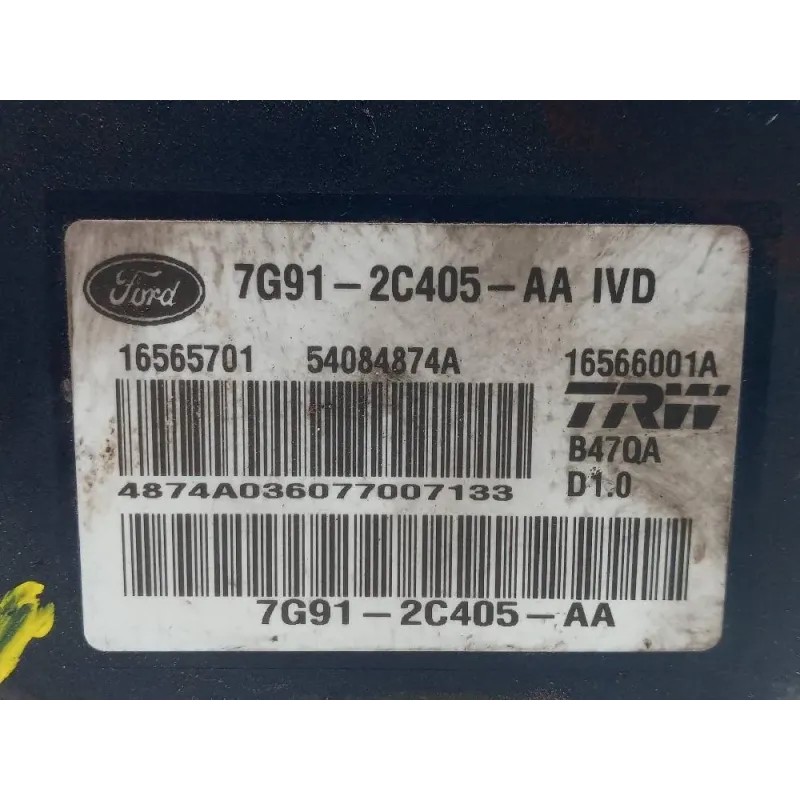 Ford 7G91-2C405-AA IVD
16565701 54084874A 16566001A
TRW
B47QA
4874A036077007133 D1.0
7G91-2C405-AA